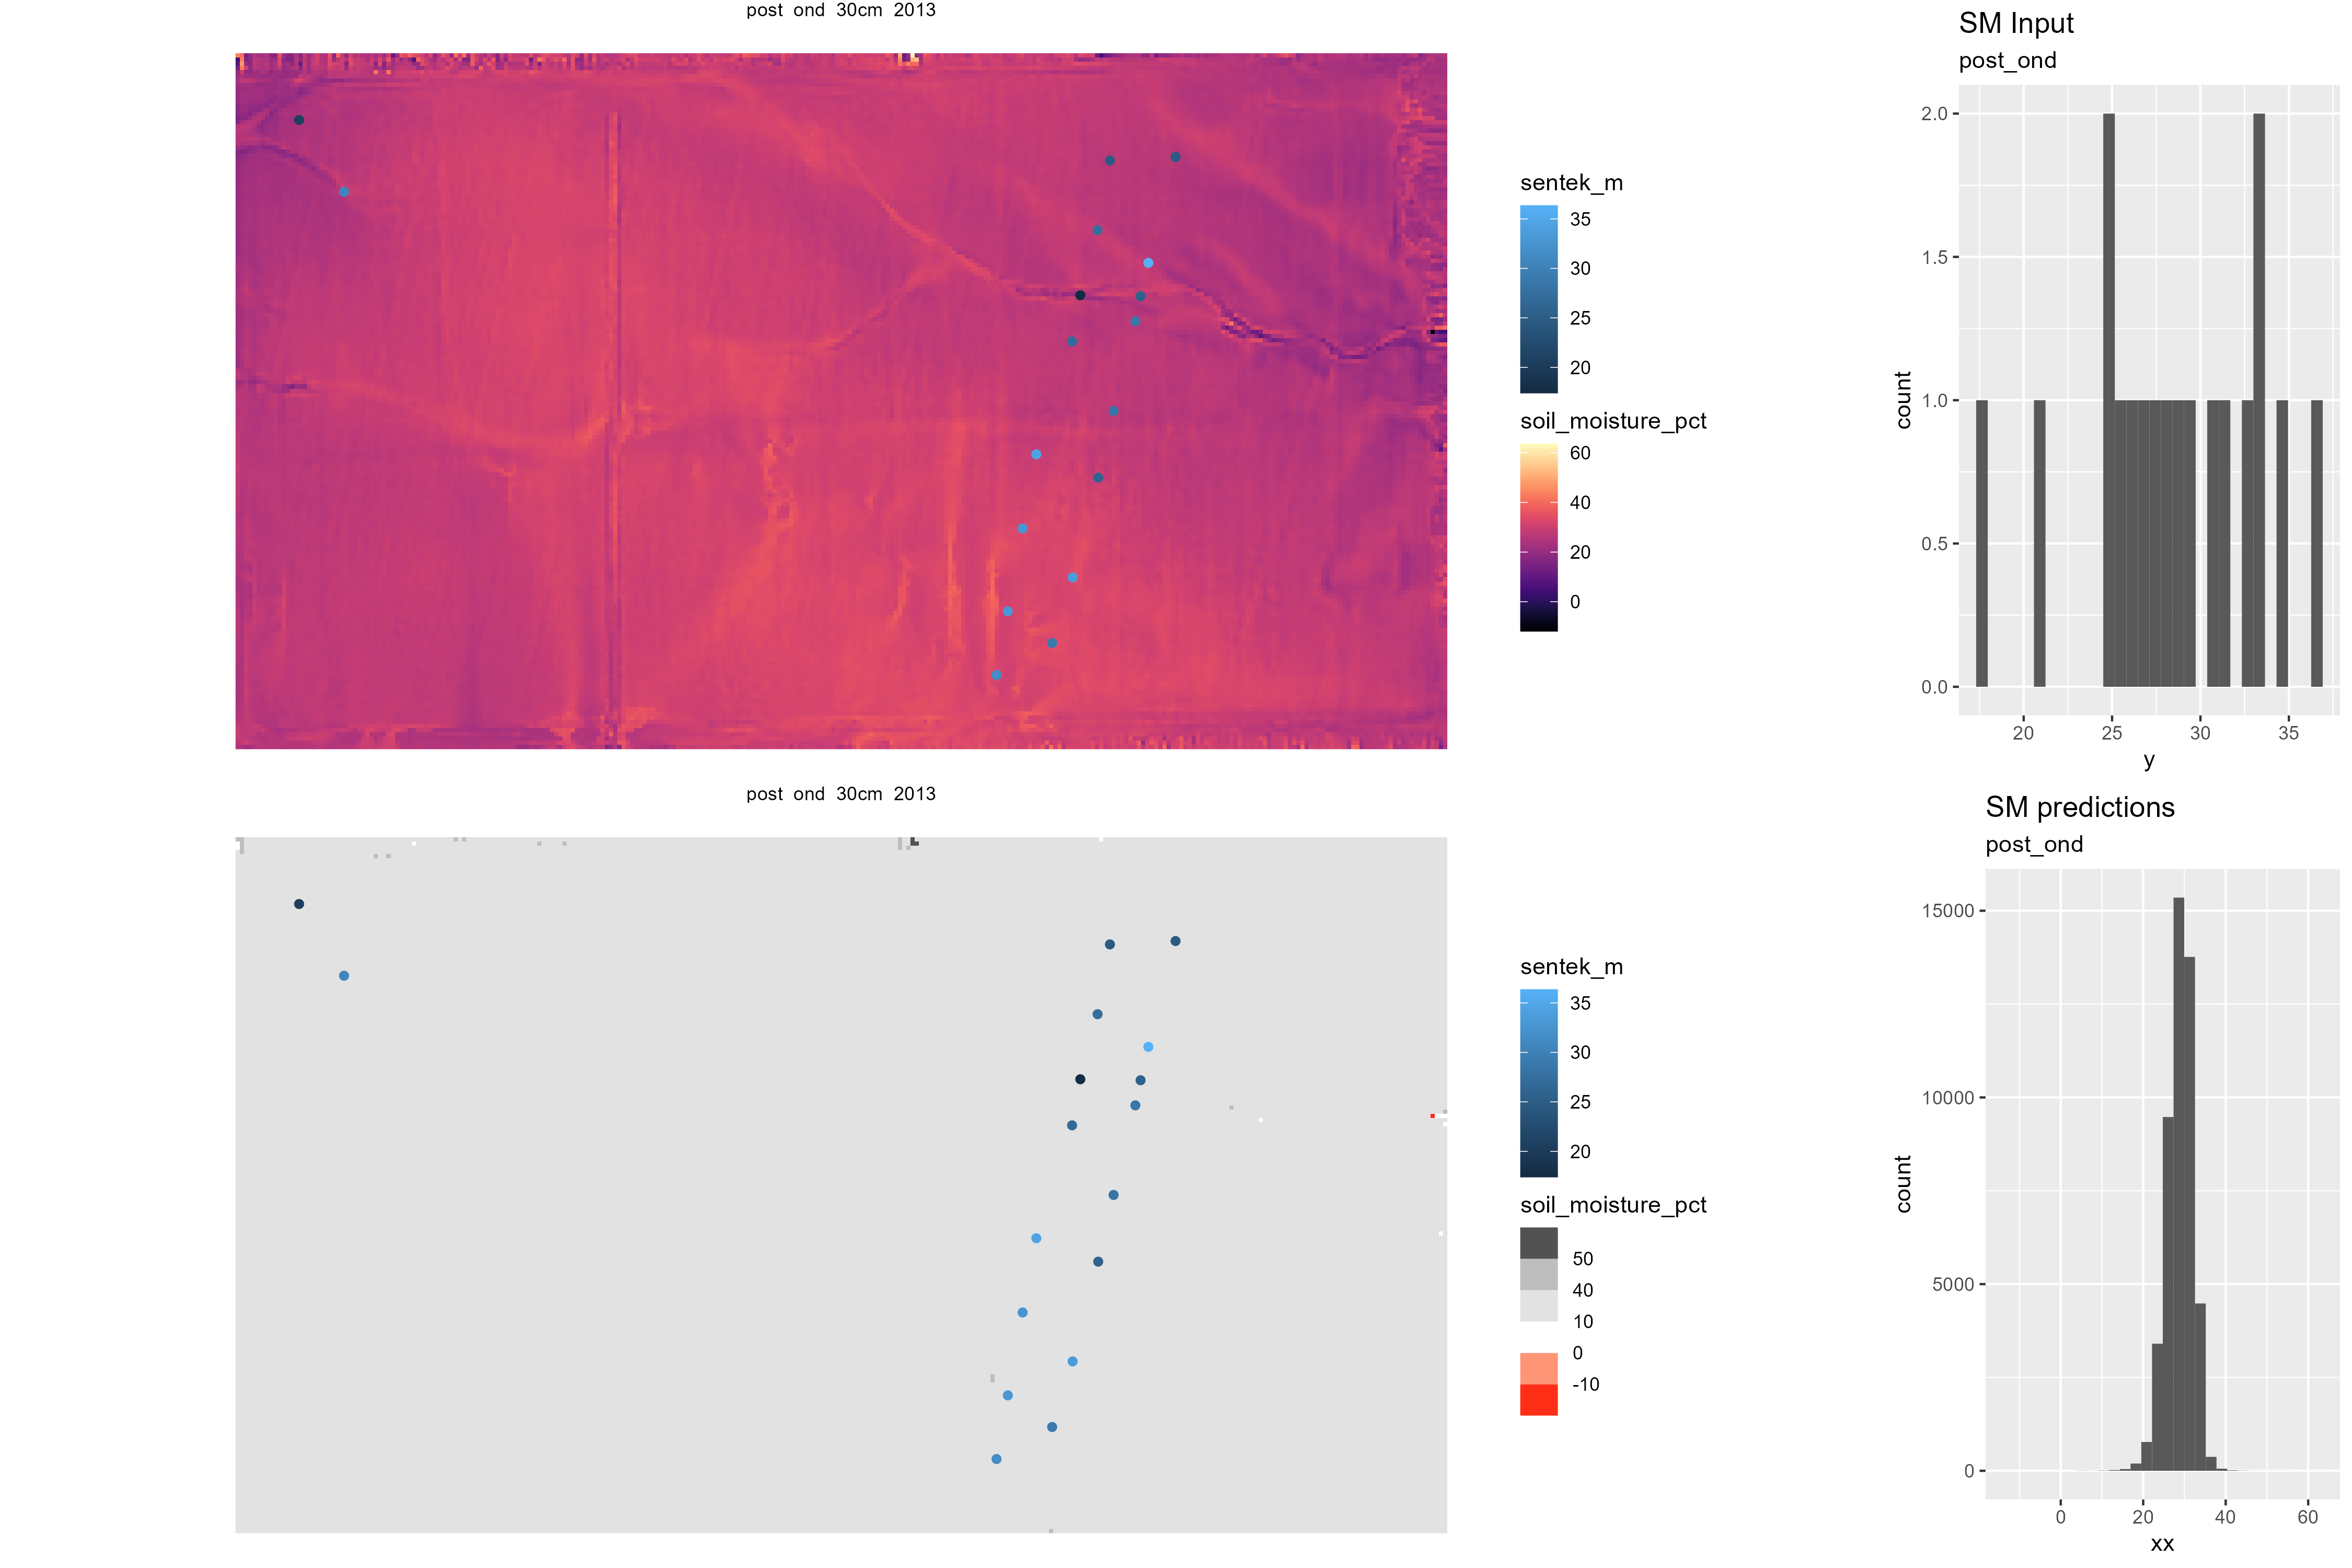 post ond 30cm 2013
sentek_m
35
30
25
20
soil_moisture_pct
60
40
20
0
SM Input
post_ond
2.0
1.5
1.0
0.5
0.0
count
20 25 30 35
y
post ond 30cm 2013
sentek_m
35
30
25
20
soil_moisture_pct
50
40
10
0
-10
SM predictions
post_ond
15000
10000
5000
0
count
0 20 40 60
xx